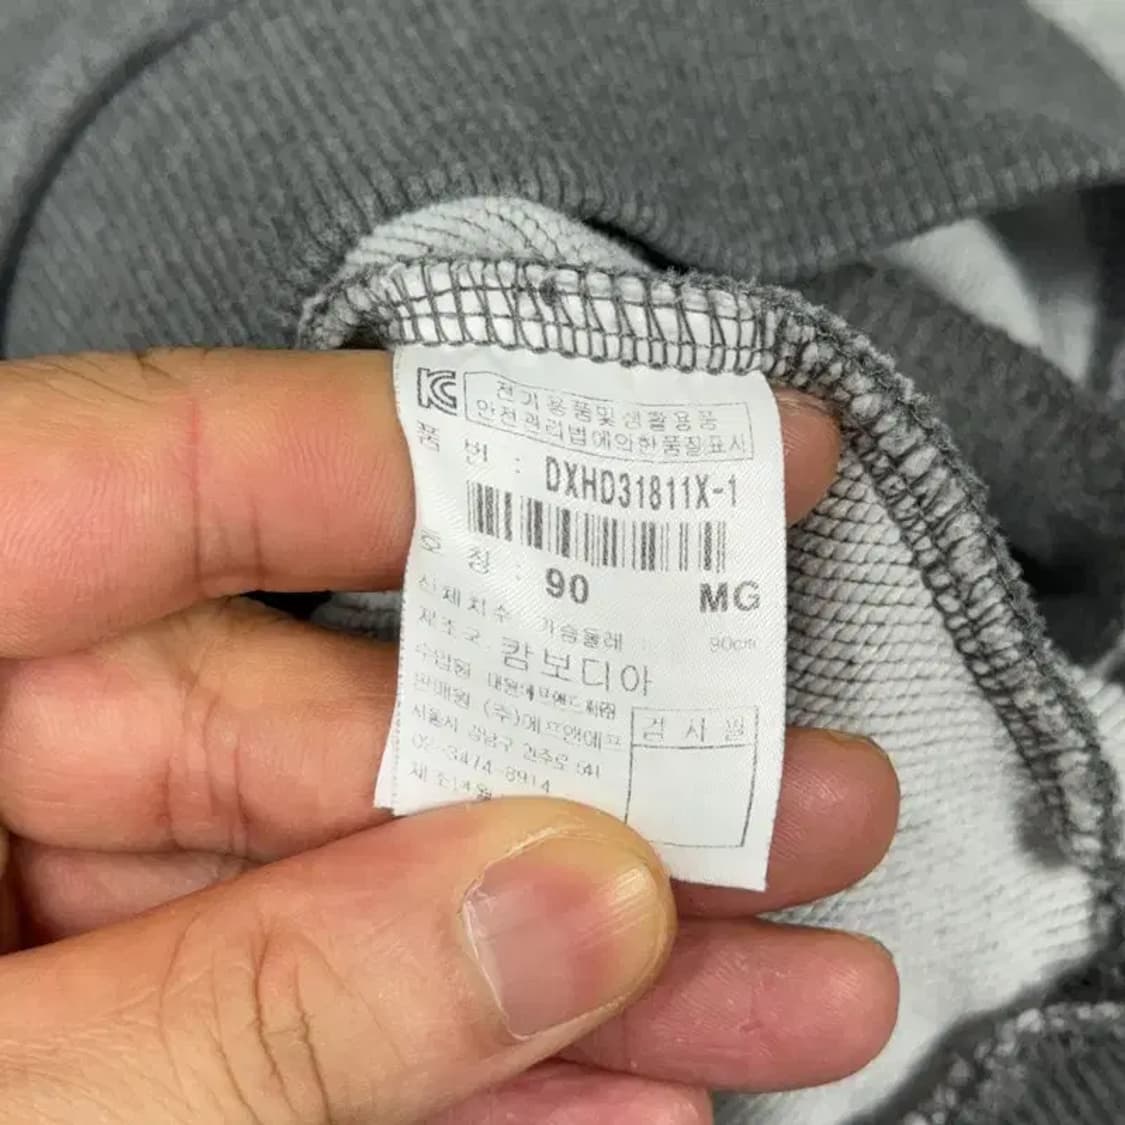 KC
전기용품및생활용품
안전관리법에의한품질표시
품 번 : DXHD31811X-1
호 칭 : 90 MG
신체치수 가슴둘레 : 90cm
제조국 캄보디아
수입원
판매원 (주)에프앤에프
검 사 필
서울시 강남구 언주로 541
02-3474-8914